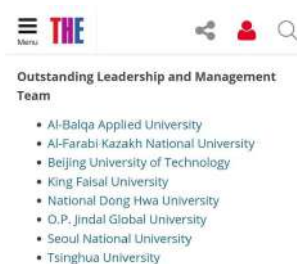 Menu
THE
Outstanding Leadership and Management
Team
• Al-Balqa Applied University
• Al-Farabi Kazakh National University
• Beijing University of Technology
• King Faisal University
• National Dong Hwa University
• O.P. Jindal Global University
• Seoul National University
• Tsinghua University